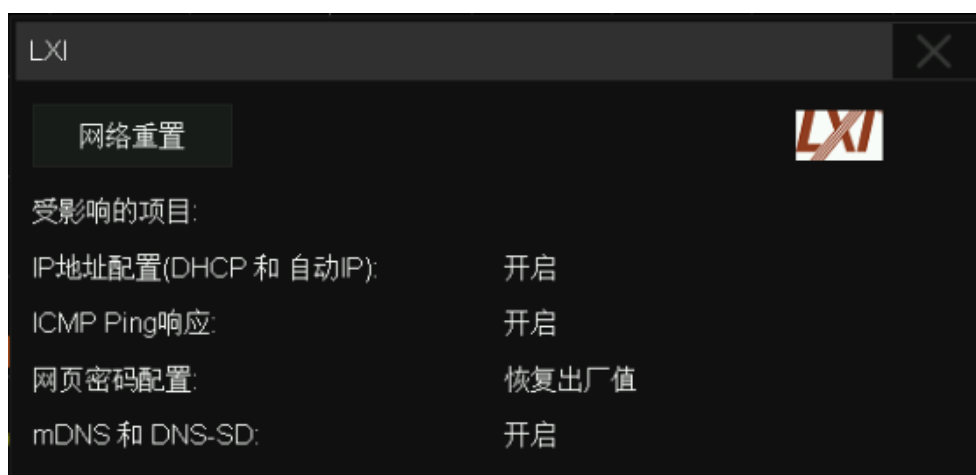 LXI
网络重置
LXI
受影响的项目:
IP地址配置(DHCP 和 自动IP): 开启
ICMP Ping响应: 开启
网页密码配置: 恢复出厂值
mDNS 和 DNS-SD: 开启